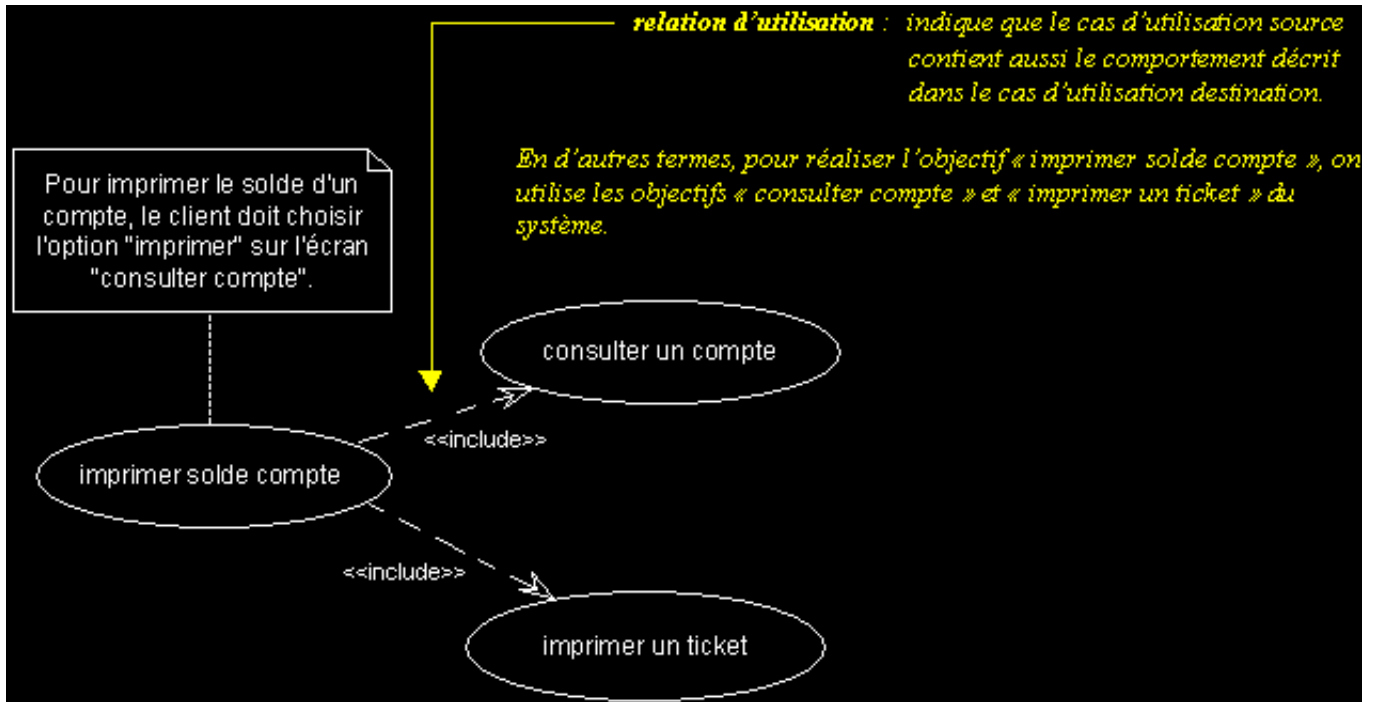 relation d'utilisation : indique que le cas d'utilisation source
contient aussi le comportement décrit
dans le cas d'utilisation destination.
En d'autres termes, pour réaliser l'objectif « imprimer solde compte », on
utilise les objectifs « consulter compte » et « imprimer un ticket » du
système.
Pour imprimer le solde d'un
compte, le client doit choisir
l'option "imprimer" sur l'écran
"consulter compte".
consulter un compte
<<include>>
imprimer solde compte
<<include>>
imprimer un ticket